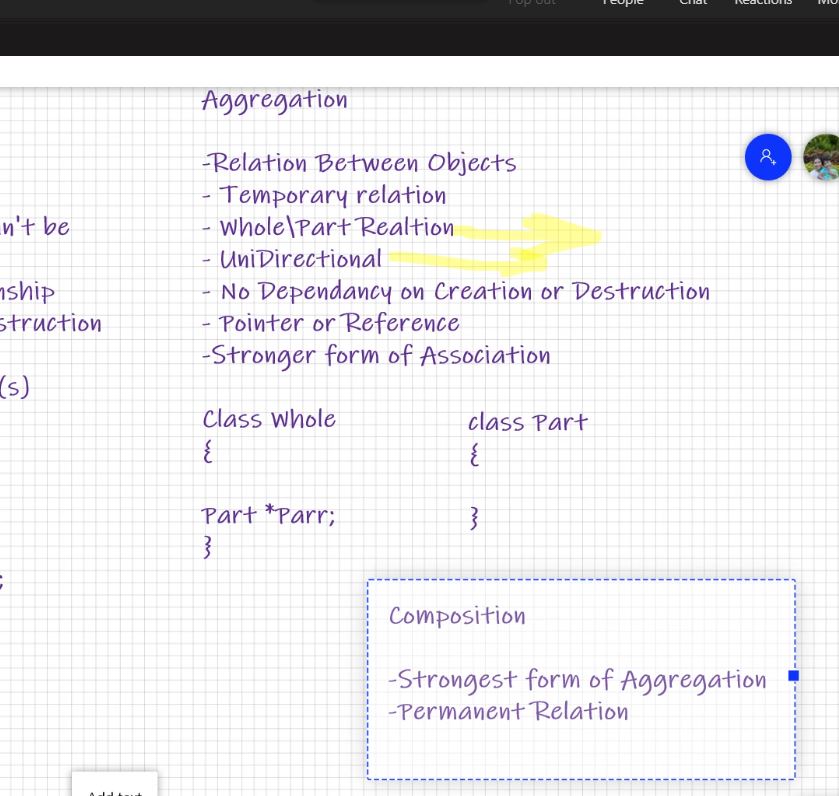 Pop out People Chat Reactions
Aggregation
-Relation Between Objects
- Temporary relation
- Whole\Part Realtion
- UniDirectional
- No Dependancy on Creation or Destruction
- Pointer or Reference
-Stronger form of Association
n't be
nship
struction
(s)
;
Class Whole
{
Part *Parr;
}
class Part
{
}
Composition
-Strongest form of Aggregation
-Permanent Relation
Add text